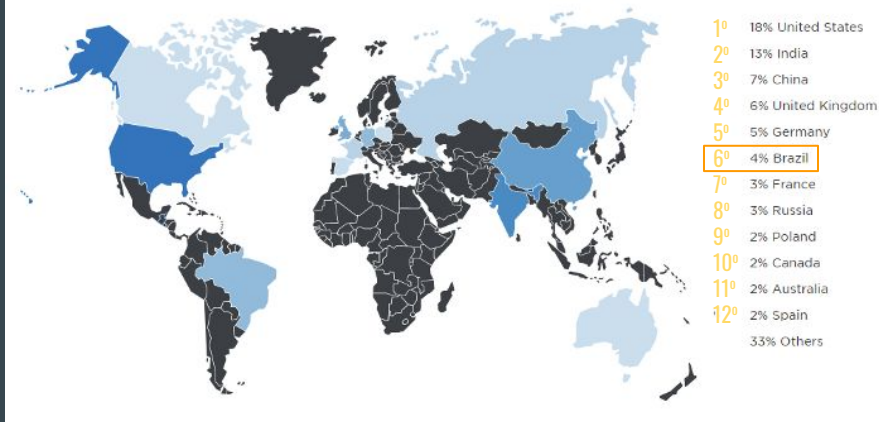 1º 18% United States
2º 13% India
3º 7% China
4º 6% United Kingdom
5º 5% Germany
6º 4% Brazil
7º 3% France
8º 3% Russia
9º 2% Poland
10º 2% Canada
11º 2% Australia
12º 2% Spain
33% Others